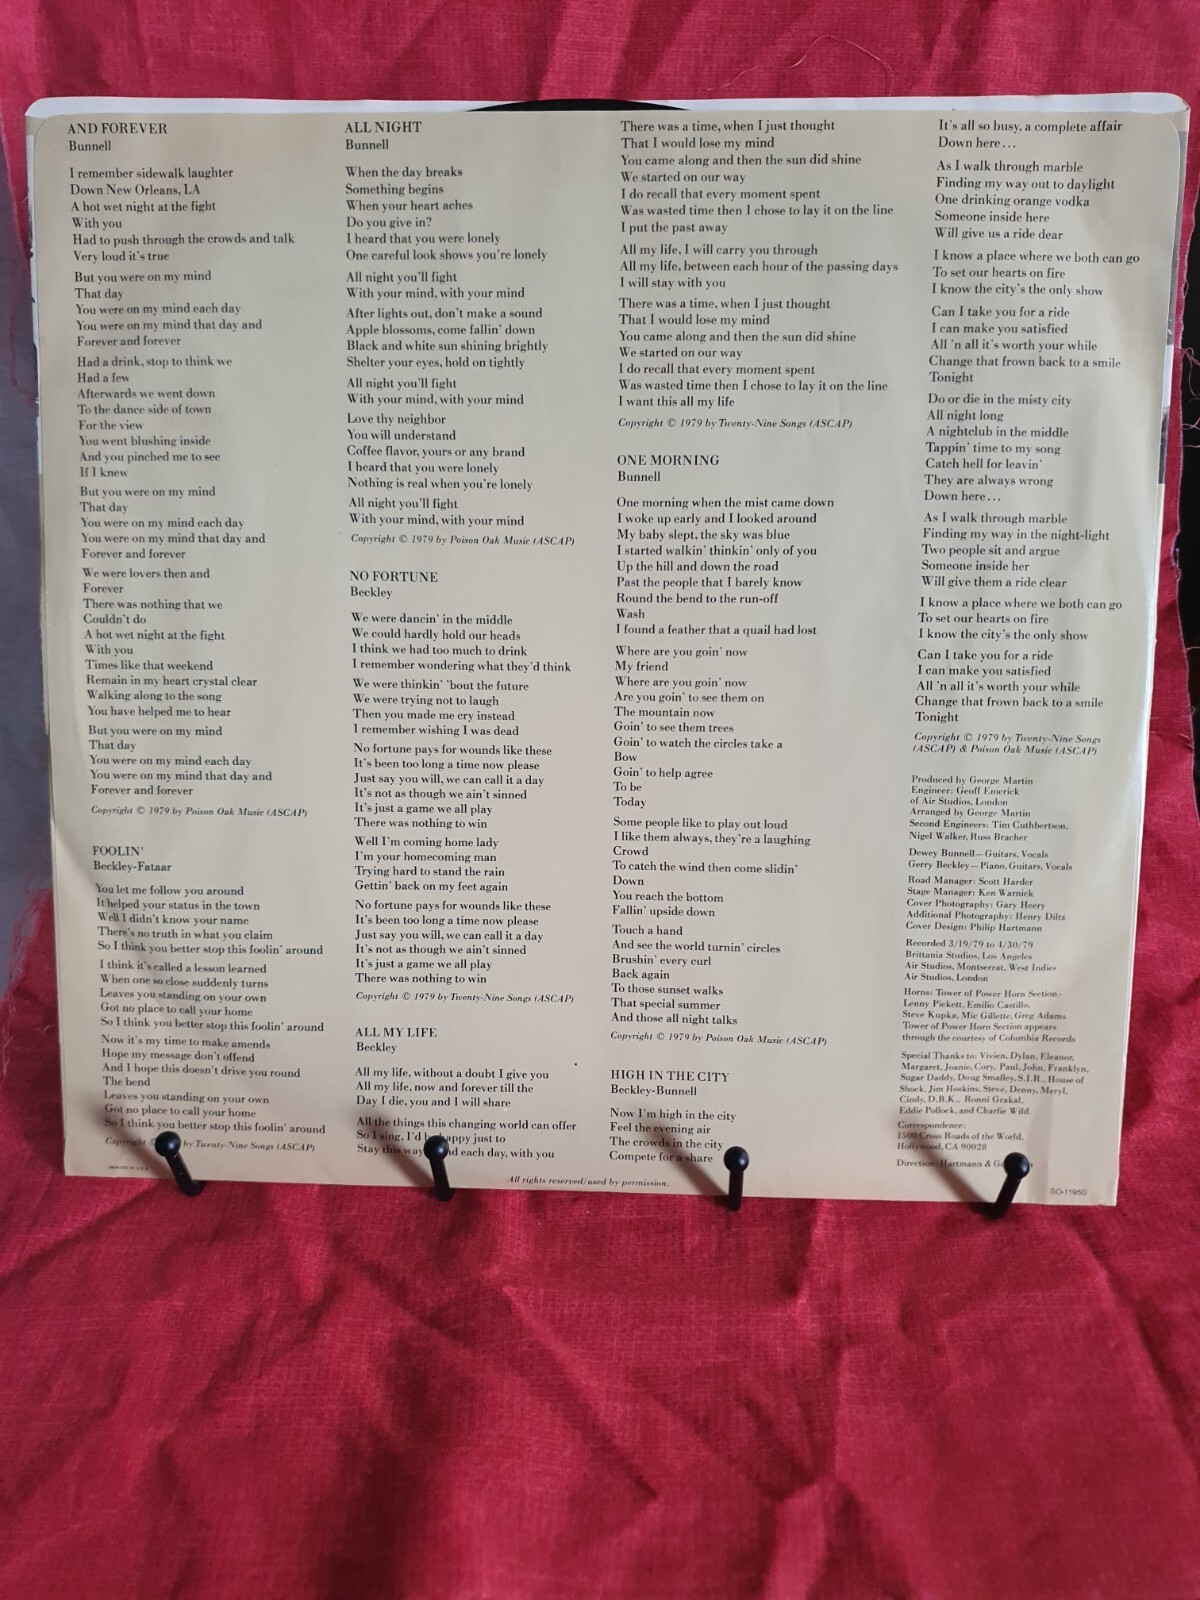 AND FOREVER
Bunnell
I remember sidewalk laughter
Down New Orleans, LA
A hot wet night at the fight
With you
Had to push through the crowds and talk
Very loud it's true
But you were on my mind
That day
You were on my mind each day
You were on my mind that day and
Forever and forever
Had a drink, stop to think we
Had a few
Afterwards we went down
To the dance side of town
For the view
You went blushing inside
And you pinched me to see
If I knew
But you were on my mind
That day
You were on my mind each day
You were on my mind that day and
Forever and forever
We were lovers then and
Forever
There was nothing that we
Couldn't do
A hot wet night at the fight
With you
Times like that weekend
Remain in my heart crystal clear
Walking along to the song
You have helped me to hear
But you were on my mind
That day
You were on my mind each day
You were on my mind that day and
Forever and forever
Copyright © 1979 by Poison Oak Music (ASCAP)
FOOLIN'
Beckley-Fataar
You let me follow you around
It helped your status in the town
Well I didn't know your name
There's no truth in what you claim
So I think you better stop this foolin' around
I think it's called a lesson learned
When one so close suddenly turns
Leaves you standing on your own
Got no place to call your home
So I think you better stop this foolin' around
Now it's my time to make amends
Hope my message don't offend
And I hope this doesn't drive you round
The bend
Leaves you standing on your own
Got no place to call your home
So I think you better stop this foolin' around
Copyright © by Twenty-Nine Songs (ASCAP)
PRINTED IN U.S.A.
ALL NIGHT
Bunnell
When the day breaks
Something begins
When your heart aches
Do you give in?
I heard that you were lonely
One careful look shows you're lonely
All night you'll fight
With your mind, with your mind
After lights out, don't make a sound
Apple blossoms, come fallin' down
Black and white sun shining brightly
Shelter your eyes, hold on tightly
All night you'll fight
With your mind, with your mind
Love thy neighbor
You will understand
Coffee flavor, yours or any brand
I heard that you were lonely
Nothing is real when you're lonely
All night you'll fight
With your mind, with your mind
Copyright © 1979 by Poison Oak Music (ASCAP)
NO FORTUNE
Beckley
We were dancin' in the middle
We could hardly hold our heads
I think we had too much to drink
I remember wondering what they'd think
We were thinkin' 'bout the future
We were trying not to laugh
Then you made me cry instead
I remember wishing I was dead
No fortune pays for wounds like these
It's been too long a time now please
Just say you will, we can call it a day
It's not as though we ain't sinned
It's just a game we all play
There was nothing to win
Well I'm coming home lady
I'm your homecoming man
Trying hard to stand the rain
Gettin' back on my feet again
No fortune pays for wounds like these
It's been too long a time now please
Just say you will, we can call it a day
It's not as though we ain't sinned
It's just a game we all play
There was nothing to win
Copyright © 1979 by Twenty-Nine Songs (ASCAP)
ALL MY LIFE
Beckley
All my life, without a doubt I give you
All my life, now and forever till the
Day I die, you and I will share
All the things this changing world can offer
So I sing, I'd be happy just to
Stay this way and each day, with you
There was a time, when I just thought
That I would lose my mind
You came along and then the sun did shine
We started on our way
I do recall that every moment spent
Was wasted time then I chose to lay it on the line
I put the past away
All my life, I will carry you through
All my life, between each hour of the passing days
I will stay with you
There was a time, when I just thought
That I would lose my mind
You came along and then the sun did shine
We started on our way
I do recall that every moment spent
Was wasted time then I chose to lay it on the line
I want this all my life
Copyright © 1979 by Twenty-Nine Songs (ASCAP)
ONE MORNING
Bunnell
One morning when the mist came down
I woke up early and I looked around
My baby slept, the sky was blue
I started walkin' thinkin' only of you
Up the hill and down the road
Past the people that I barely know
Round the bend to the run-off
Wash
I found a feather that a quail had lost
Where are you goin' now
My friend
Where are you goin' now
Are you goin' to see them on
The mountain now
Goin' to see them trees
Goin' to watch the circles take a
Bow
Goin' to help agree
To be
Today
Some people like to play out loud
I like them always, they're a laughing
Crowd
To catch the wind then come slidin'
Down
You reach the bottom
Fallin' upside down
Touch a hand
And see the world turnin' circles
Brushin' every curl
Back again
To those sunset walks
That special summer
And those all night talks
Copyright © 1979 by Poison Oak Music (ASCAP)
HIGH IN THE CITY
Beckley-Bunnell
Now I'm high in the city
Feel the evening air
The crowds in the city
Compete for a share
All rights reserved/used by permission.
It's all so busy, a complete affair
Down here...
As I walk through marble
Finding my way out to daylight
One drinking orange vodka
Someone inside here
Will give us a ride dear
I know a place where we both can go
To set our hearts on fire
I know the city's the only show
Can I take you for a ride
I can make you satisfied
All 'n all it's worth your while
Change that frown back to a smile
Tonight
Do or die in the misty city
All night long
A nightclub in the middle
Tappin' time to my song
Catch hell for leavin'
They are always wrong
Down here...
As I walk through marble
Finding my way in the night-light
Two people sit and argue
Someone inside her
Will give them a ride clear
I know a place where we both can go
To set our hearts on fire
I know the city's the only show
Can I take you for a ride
I can make you satisfied
All 'n all it's worth your while
Change that frown back to a smile
Tonight
Copyright © 1979 by Twenty-Nine Songs
(ASCAP) & Poison Oak Music (ASCAP)
Produced by George Martin
Engineer: Geoff Emerick
of Air Studios, London
Arranged by George Martin
Second Engineers: Tim Cuthbertson,
Nigel Walker, Russ Bracher
Dewey Bunnell—Guitars, Vocals
Gerry Beckley—Piano, Guitars, Vocals
Road Manager: Scott Harder
Stage Manager: Ken Warnick
Cover Photography: Gary Heery
Additional Photography: Henry Diltz
Cover Design: Philip Hartmann
Recorded 3/19/79 to 4/30/79
Brittania Studios, Los Angeles
Air Studios, Montserrat, West Indies
Air Studios, London
Horns: Tower of Power Horn Section-
Lenny Pickett, Emilio Castillo,
Steve Kupka, Mic Gillette, Greg Adams
Tower of Power Horn Section appears
through the courtesy of Columbia Records
Special Thanks to: Vivien, Dylan, Eleanor,
Margaret, Joanie, Cory, Paul, John, Franklyn,
Sugar Daddy, Doug Smalley, S.I.R., House of
Shock, Jim Hoskins, Steve, Denny, Meryl,
Cindy, D.B.K., Ronni Grakal,
Eddie Pollock, and Charlie Wild.
Correspondence:
1500 Cross Roads of the World,
Hollywood, CA 90028
Direction: Hartmann &
SO-11950